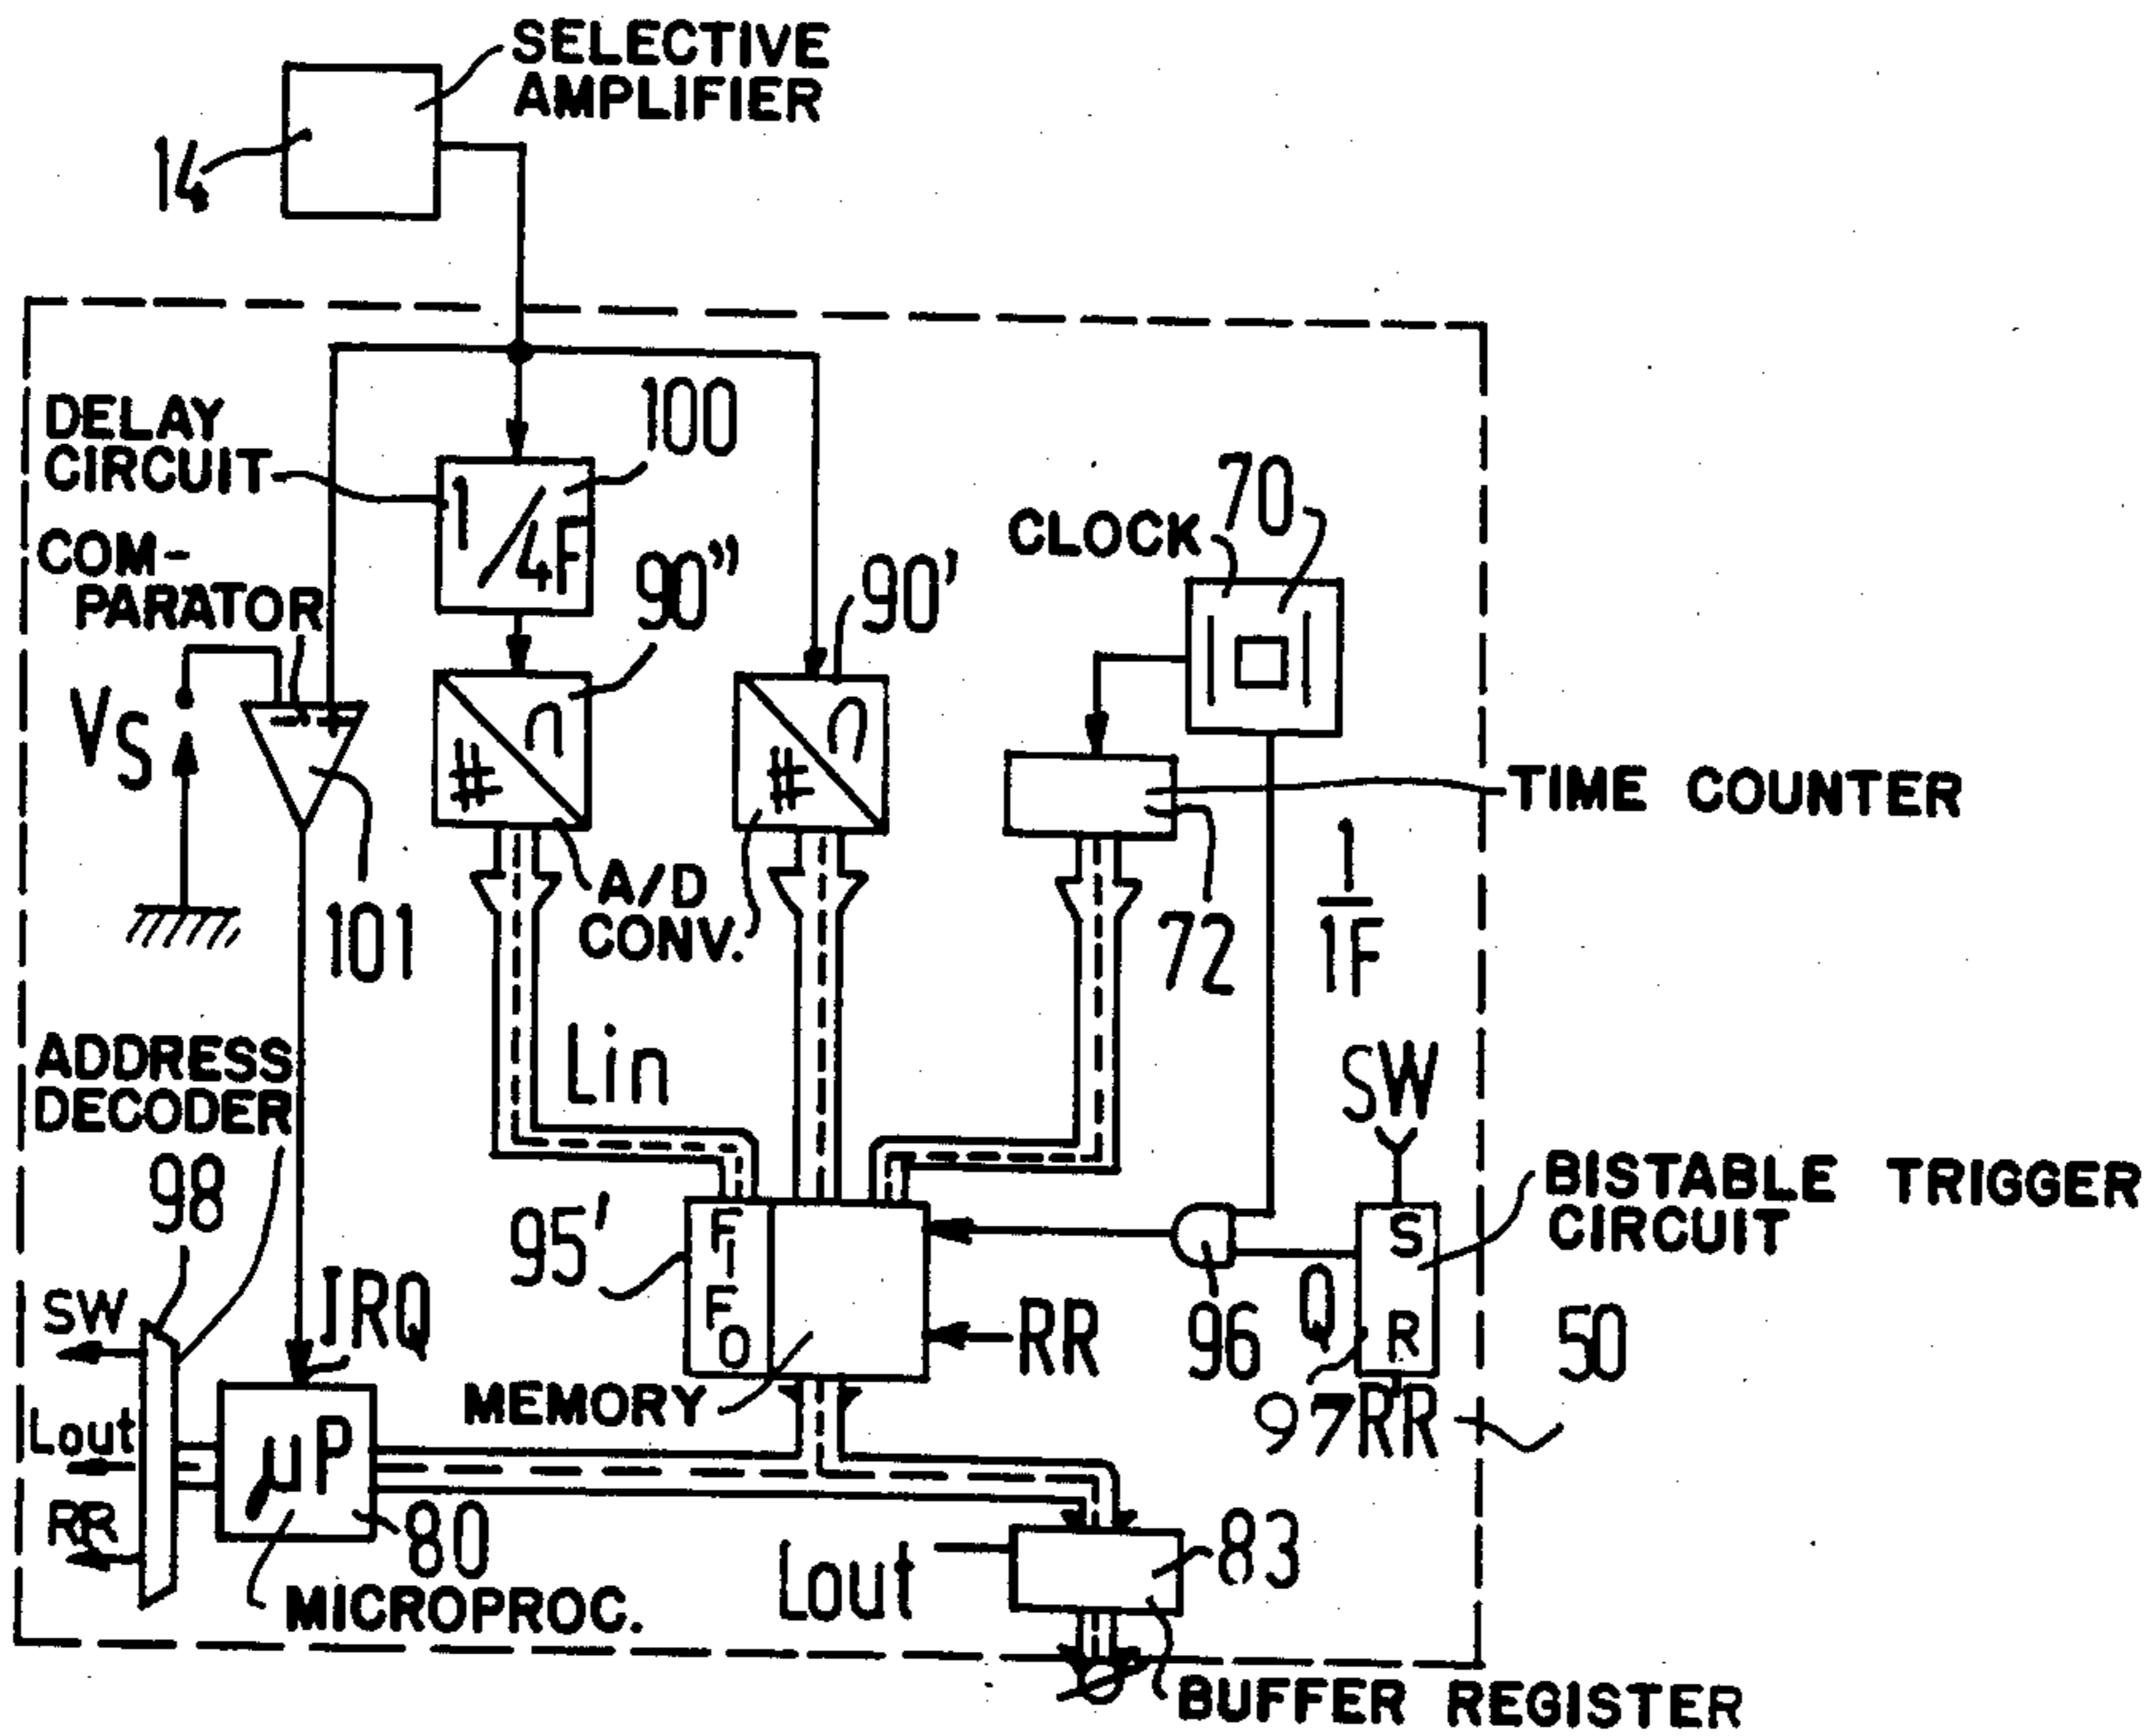 SELECTIVE
AMPLIFIER
14
DELAY
CIRCUIT
100
1/4F
COM-
PARATOR
90"
90'
CLOCK
70
VS
#
#
TIME COUNTER
A/D
CONV.
101
72
1
1F
Lin
ADDRESS
DECODER
98
SW
BISTABLE TRIGGER
CIRCUIT
95'
FIFO
S
R
Q
96
97
RR
50
SW
IRQ
RR
MEMORY
Lout
µP
RR
80
83
MICROPROC.
Lout
BUFFER REGISTER